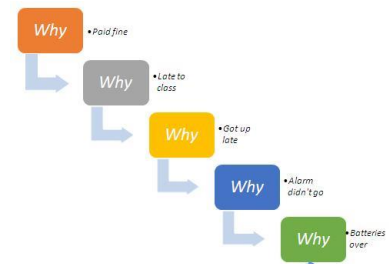 Why
•Paid fine
Why
•Late to
class
Why
•Got up
late
Why
•Alarm
didn't go
Why
•Batteries
over